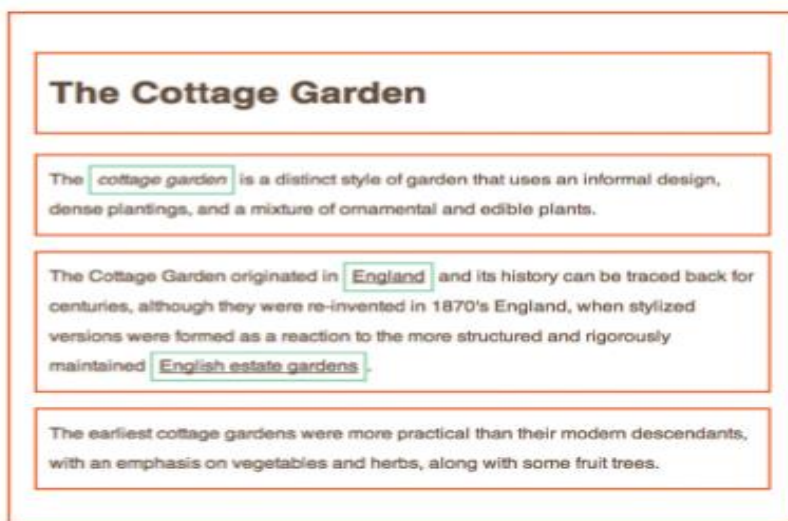 The Cottage Garden
The cottage garden is a distinct style of garden that uses an informal design,
dense plantings, and a mixture of ornamental and edible plants.
The Cottage Garden originated in England and its history can be traced back for
centuries, although they were re-invented in 1870's England, when stylized
versions were formed as a reaction to the more structured and rigorously
maintained English estate gardens.
The earliest cottage gardens were more practical than their modern descendants,
with an emphasis on vegetables and herbs, along with some fruit trees.